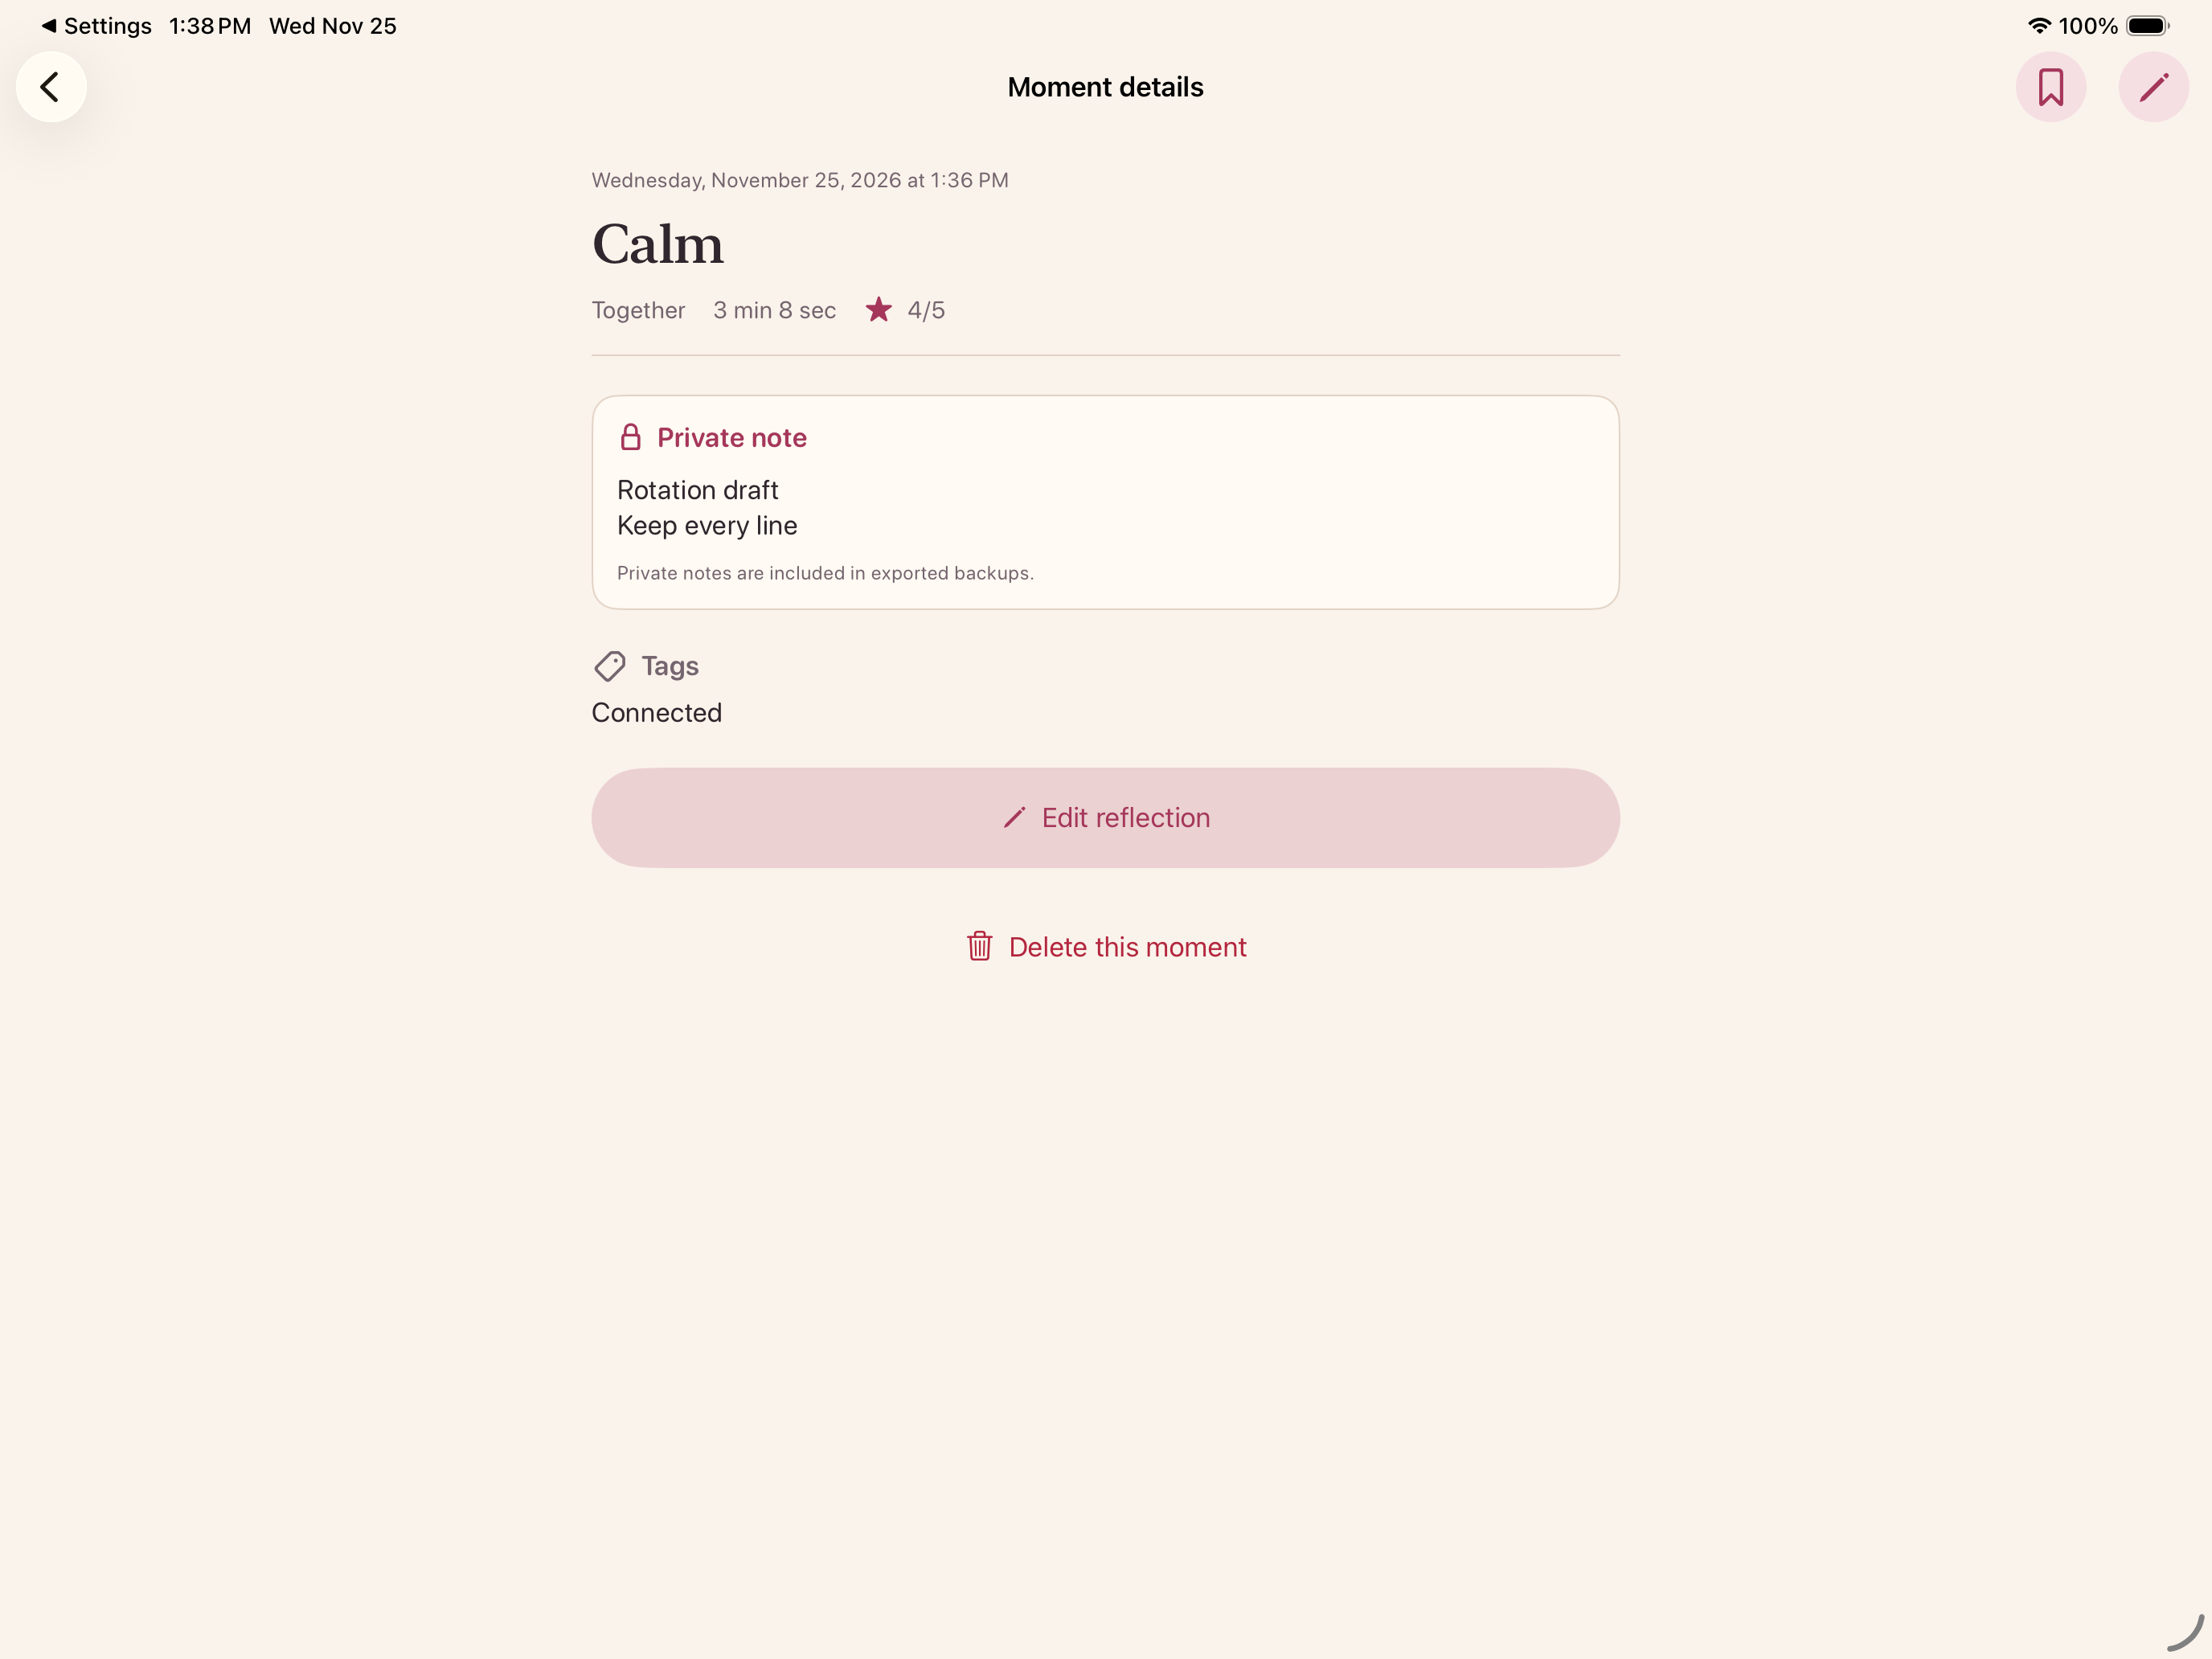 Settings 1:38 PM Wed Nov 25 100%
Moment details
Wednesday, November 25, 2026 at 1:36 PM
Calm
Together 3 min 8 sec 4/5
Private note
Rotation draft
Keep every line
Private notes are included in exported backups.
Tags
Connected
Edit reflection
Delete this moment